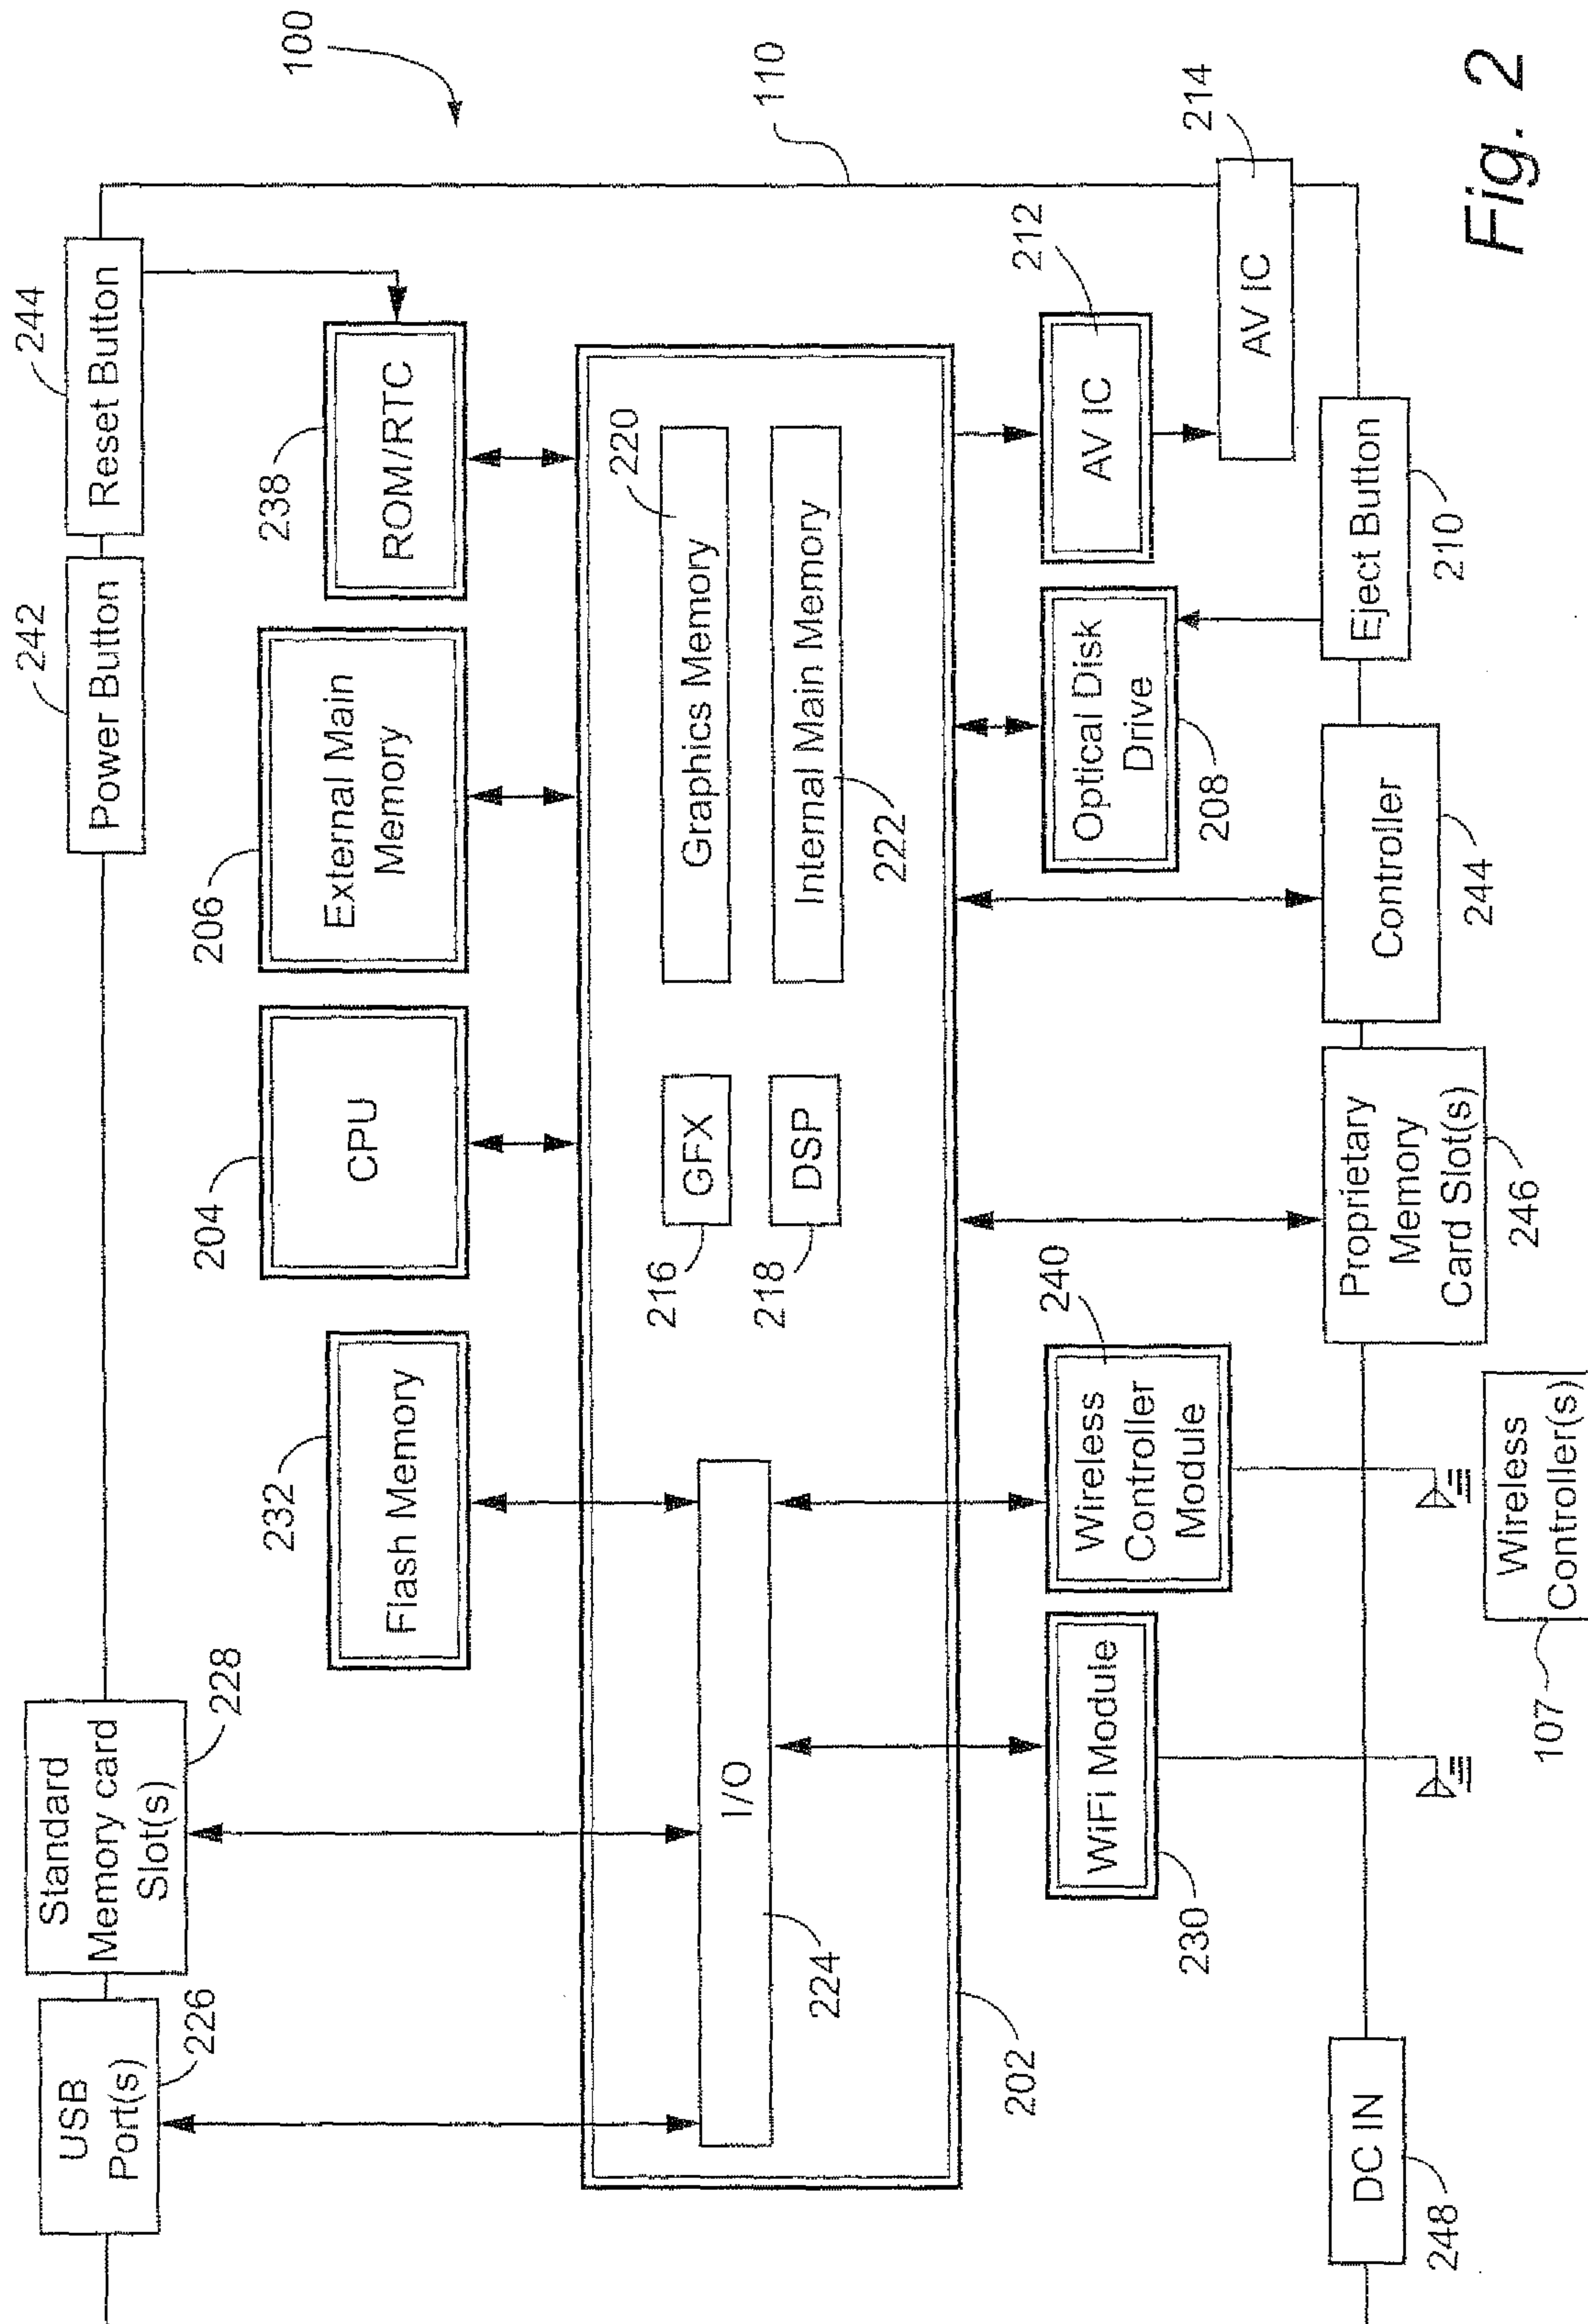 100
110
226
USB
Port(s)
228
Standard
Memory card
Slot(s)
242
Power Button
244
Reset Button
232
Flash Memory
204
CPU
206
External Main
Memory
238
ROM/RTC
I/O
224
216
GFX
218
DSP
220
Graphics Memory
Internal Main Memory
222
202
230
WiFi Module
240
Wireless
Controller
Module
Optical Disk
Drive
208
212
AV IC
214
AV IC
248
DC IN
107
Wireless
Controller(s)
Proprietary
Memory
Card Slot(s)
246
Controller
244
Eject Button
210
Fig. 2